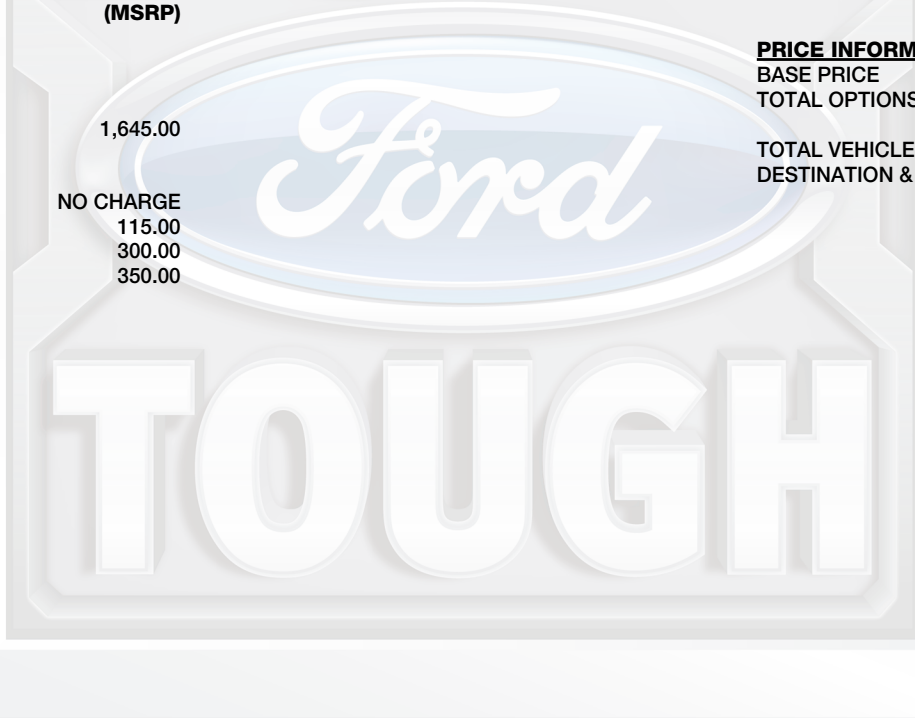 (MSRP)
1,645.00
NO CHARGE
115.00
300.00
350.00
PRICE INFORM
BASE PRICE
TOTAL OPTIONS
TOTAL VEHICLE
DESTINATION &
Ford
TOUGH